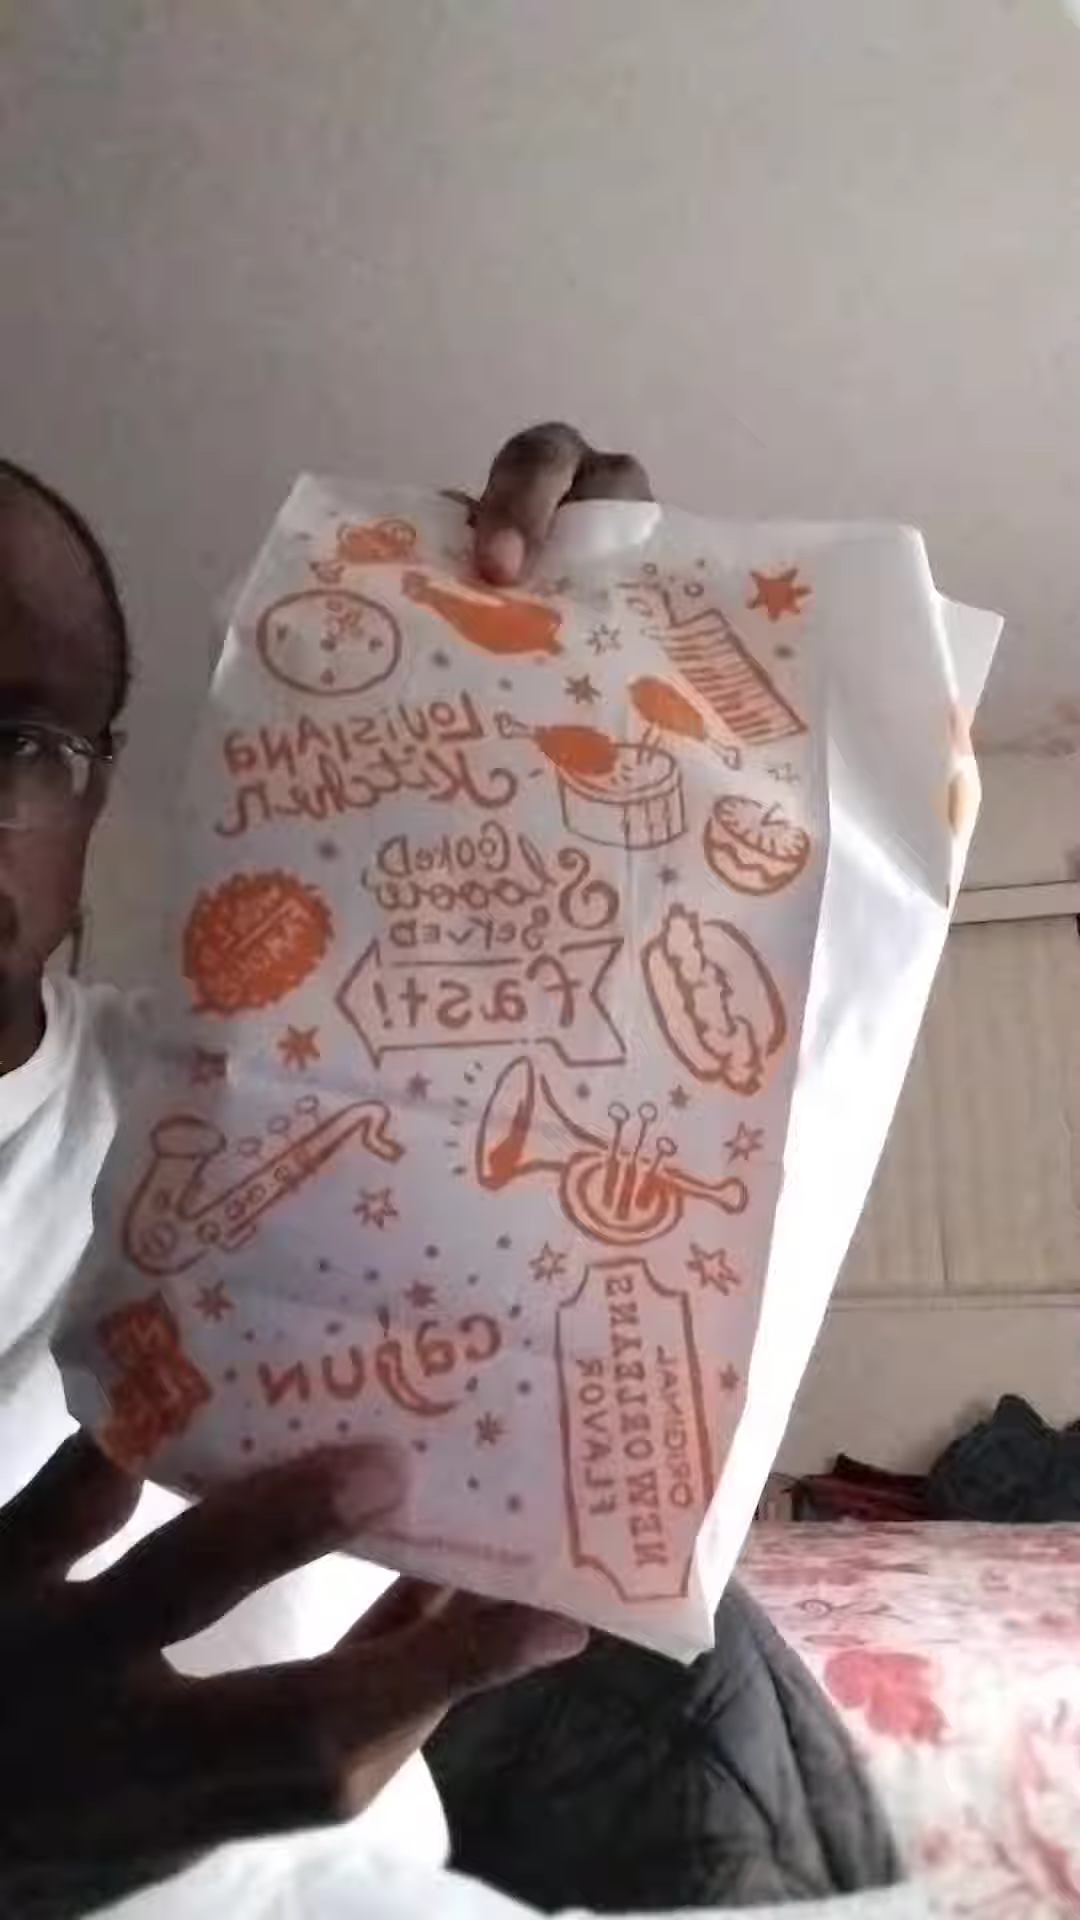 LOUISIANA
Kitchen
Slooow
COOKED
SERVED
fast!
cajun
ORIGINAL
NEW ORLEANS
FLAVOR